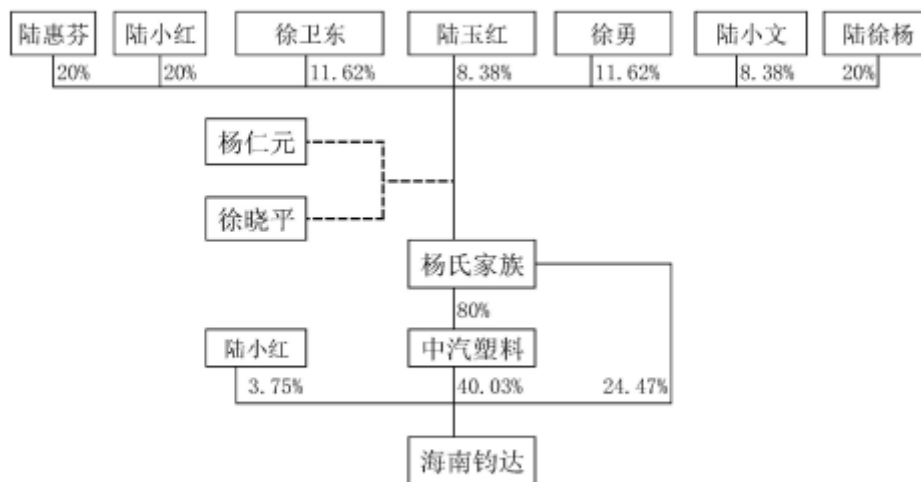 陆惠芬 陆小红 徐卫东 陆玉红 徐勇 陆小文 陆徐杨
20% 20% 11.62% 8.38% 11.62% 8.38% 20%
杨仁元
徐晓平
杨氏家族
80%
陆小红 中汽塑料
3.75% 40.03% 24.47%
海南钧达